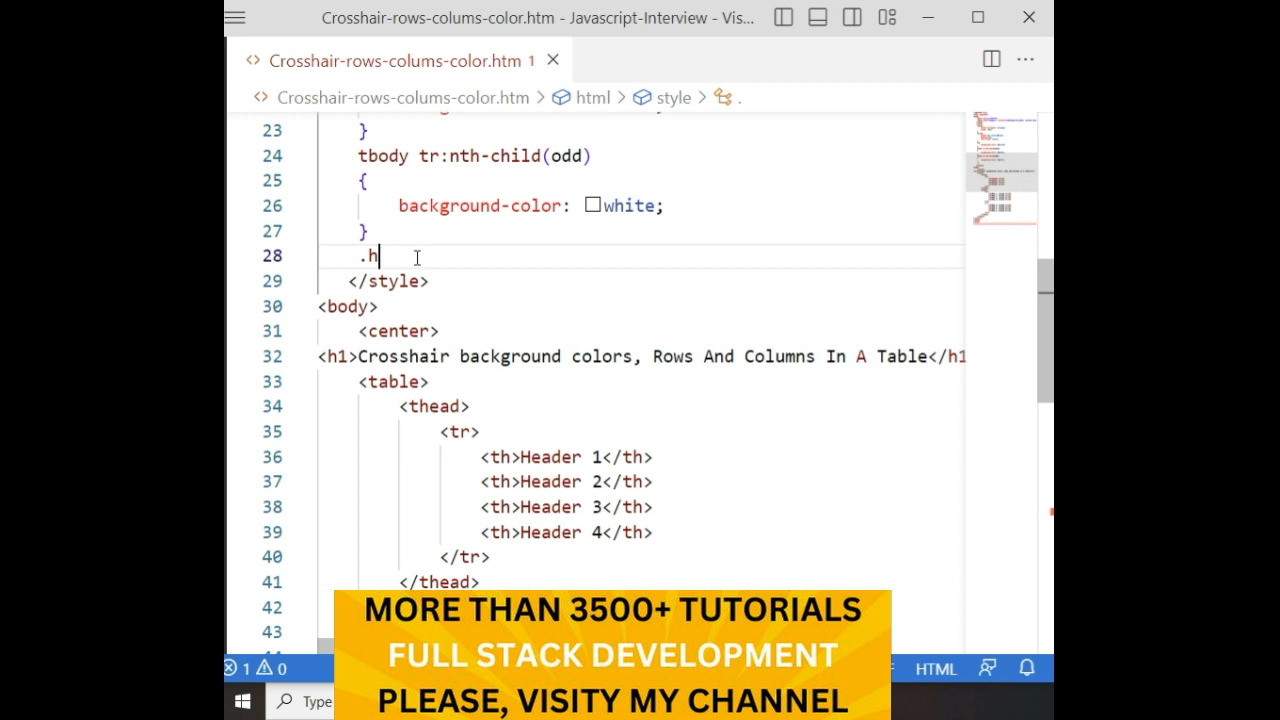 Crosshair-rows-colums-color.htm - Javascript-Interview - Vis...
Crosshair-rows-colums-color.htm 1
Crosshair-rows-colums-color.htm > html > style > .
23 }
24 tbody tr:nth-child(odd)
25 {
26 background-color: white;
27 }
28 .h
29 </style>
30 <body>
31 <center>
32 <h1>Crosshair background colors, Rows And Columns In A Table</h1
33 <table>
34 <thead>
35 <tr>
36 <th>Header 1</th>
37 <th>Header 2</th>
38 <th>Header 3</th>
39 <th>Header 4</th>
40 </tr>
41 </thead>
42
43
MORE THAN 3500+ TUTORIALS
FULL STACK DEVELOPMENT
PLEASE, VISITY MY CHANNEL
1 0 HTML
Type